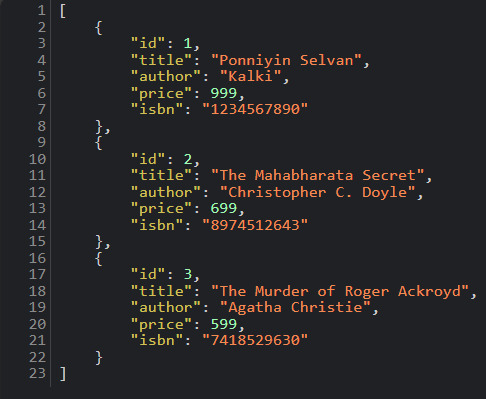 1 [
2     {
3         "id": 1,
4         "title": "Ponniyin Selvan",
5         "author": "Kalki",
6         "price": 999,
7         "isbn": "1234567890"
8     },
9     {
10         "id": 2,
11         "title": "The Mahabharata Secret",
12         "author": "Christopher C. Doyle",
13         "price": 699,
14         "isbn": "8974512643"
15     },
16     {
17         "id": 3,
18         "title": "The Murder of Roger Ackroyd",
19         "author": "Agatha Christie",
20         "price": 599,
21         "isbn": "7418529630"
22     }
23 ]